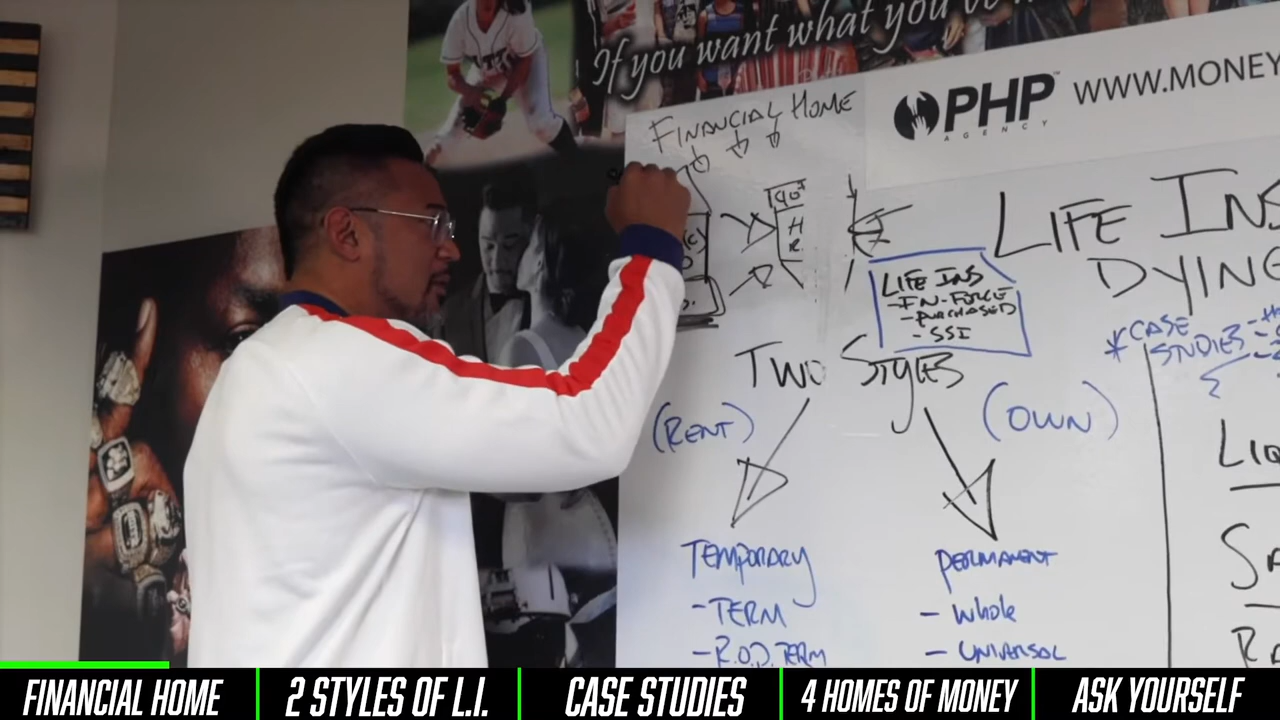 If you want what you've
FINANCIAL HOME
PHP
AGENCY
WWW.MONEY
H
R
LIFE INS
DYING
LIFE INS
-IN-FORCE
-PURCHASED
-SSI
*CASE
STUDIES
TWO STYLES
(RENT)
(OWN)
TEMPORARY
-TERM
-R.O.P. TERM
PERMANENT
- Whole
- UNIVERSAL
FINANCIAL HOME
2 STYLES OF L.I.
CASE STUDIES
4 HOMES OF MONEY
ASK YOURSELF